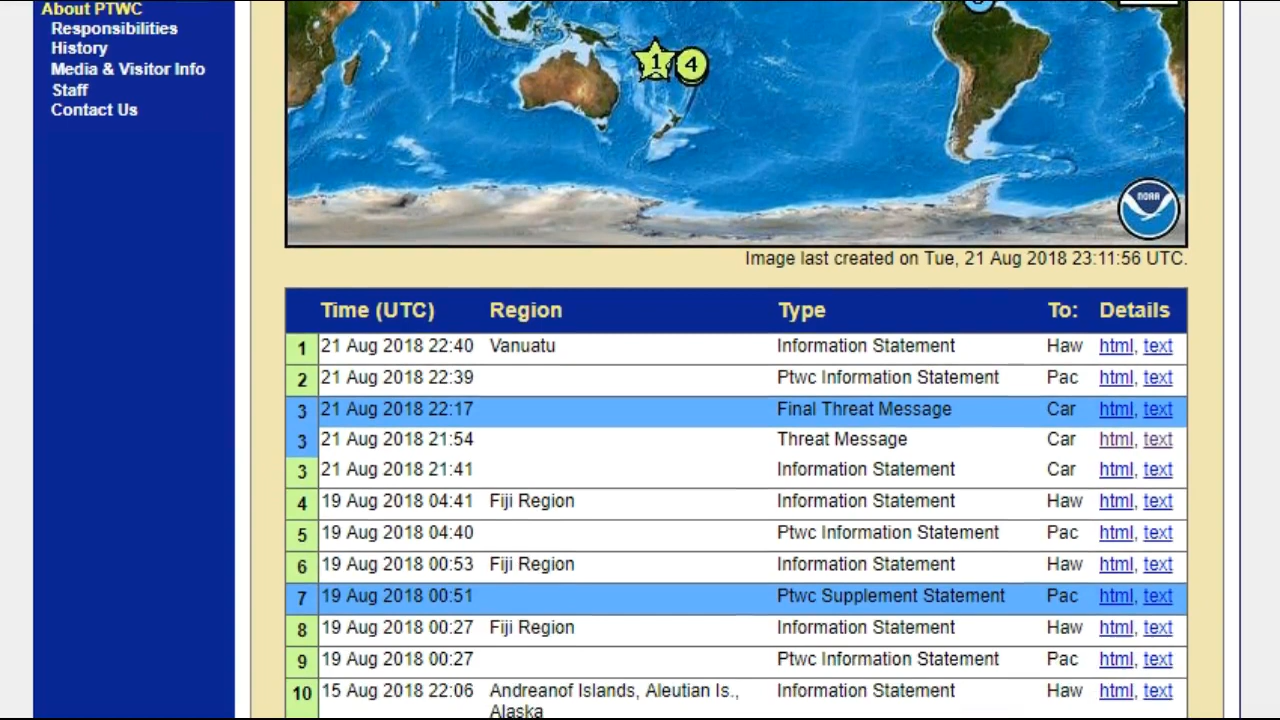 About PTWC
Responsibilities
History
Media & Visitor Info
Staff
Contact Us
1 4
NOAA
Image last created on Tue, 21 Aug 2018 23:11:56 UTC.
Time (UTC) Region Type To: Details
1 21 Aug 2018 22:40 Vanuatu Information Statement Haw html, text
2 21 Aug 2018 22:39 Ptwc Information Statement Pac html, text
3 21 Aug 2018 22:17 Final Threat Message Car html, text
3 21 Aug 2018 21:54 Threat Message Car html, text
3 21 Aug 2018 21:41 Information Statement Car html, text
4 19 Aug 2018 04:41 Fiji Region Information Statement Haw html, text
5 19 Aug 2018 04:40 Ptwc Information Statement Pac html, text
6 19 Aug 2018 00:53 Fiji Region Information Statement Haw html, text
7 19 Aug 2018 00:51 Ptwc Supplement Statement Pac html, text
8 19 Aug 2018 00:27 Fiji Region Information Statement Haw html, text
9 19 Aug 2018 00:27 Ptwc Information Statement Pac html, text
10 15 Aug 2018 22:06 Andreanof Islands, Aleutian Is., Information Statement Haw html, text
Alaska